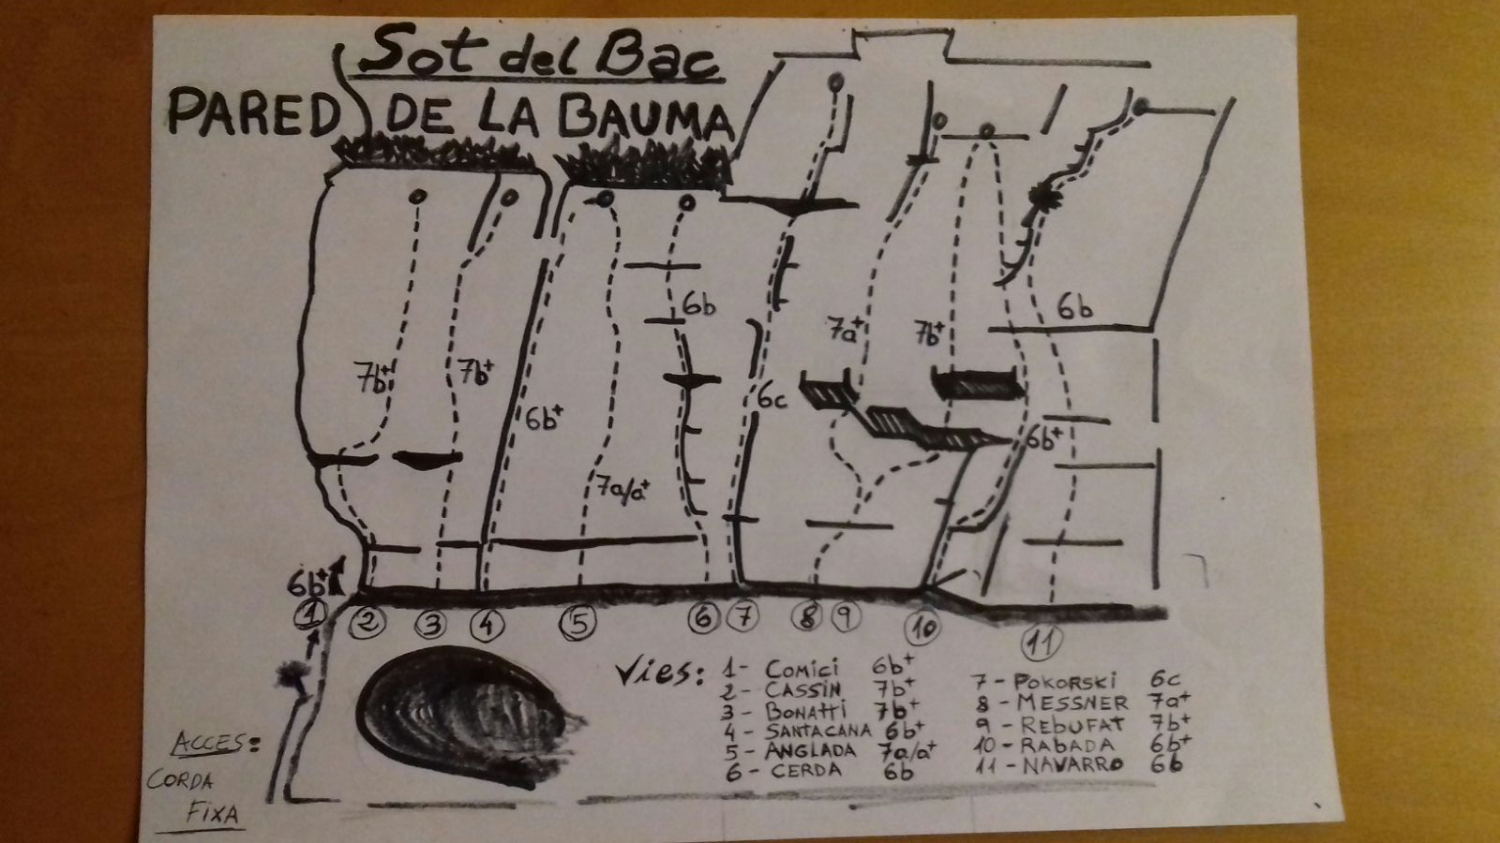 Sot del Bac
PARED DE LA BAUMA
6b
7a+
7b+
6b
7b+
7b+
6c
6b+
6b+
7a/a+
6b+
1 2 3 4 5 6 7 8 9 10 11
Vies:
1- COMICI 6b+
2- CASSIN 7b+
3- BONATTI 7b+
4- SANTACANA 6b+
5- ANGLADA 7a/a+
6- CERDA 6b
7- POKORSKI 6c
8- MESSNER 7a+
9- REBUFAT 7b+
10- RABADA 6b+
11- NAVARRO 6b
ACCES:
CORDA
FIXA